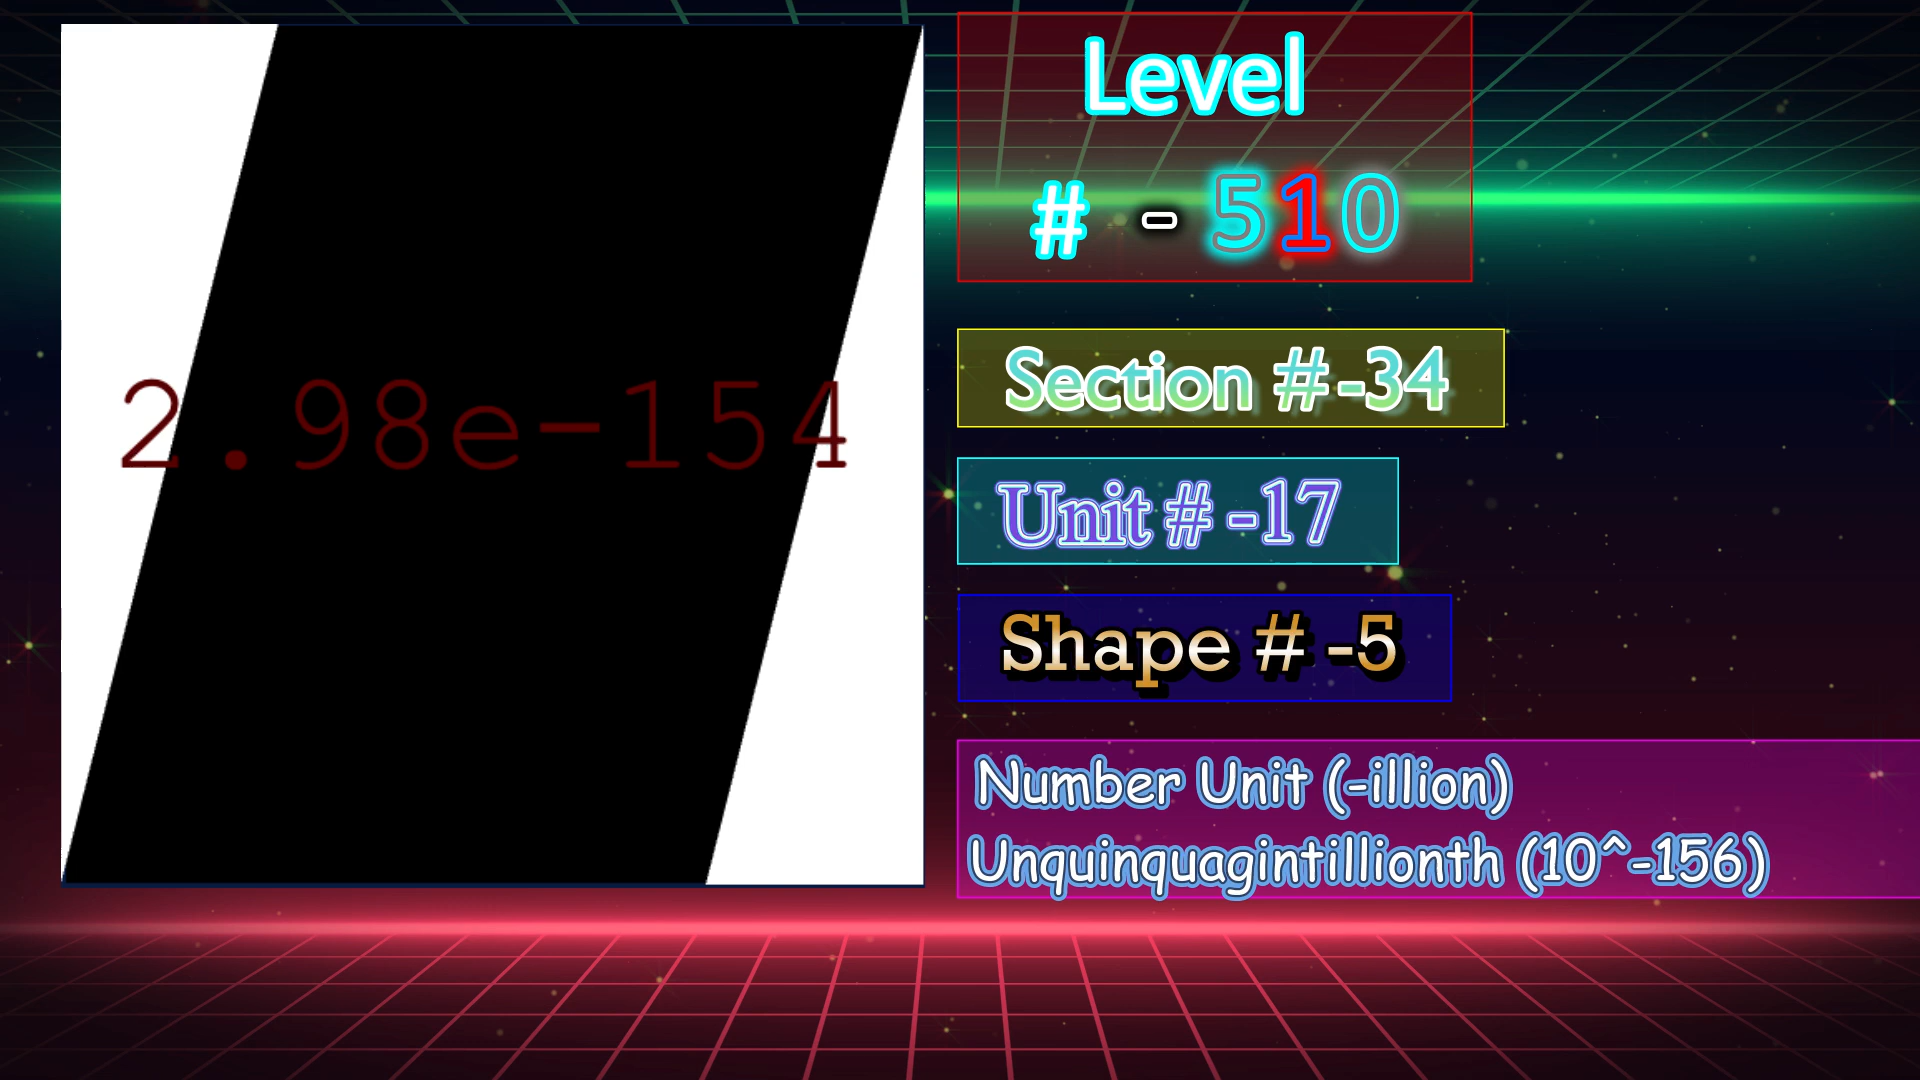 2.98e-154
Level
# - 510
Section #-34
Unit # -17
Shape # -5
Number Unit (-illion)
Unquinquagintillionth (10^-156)